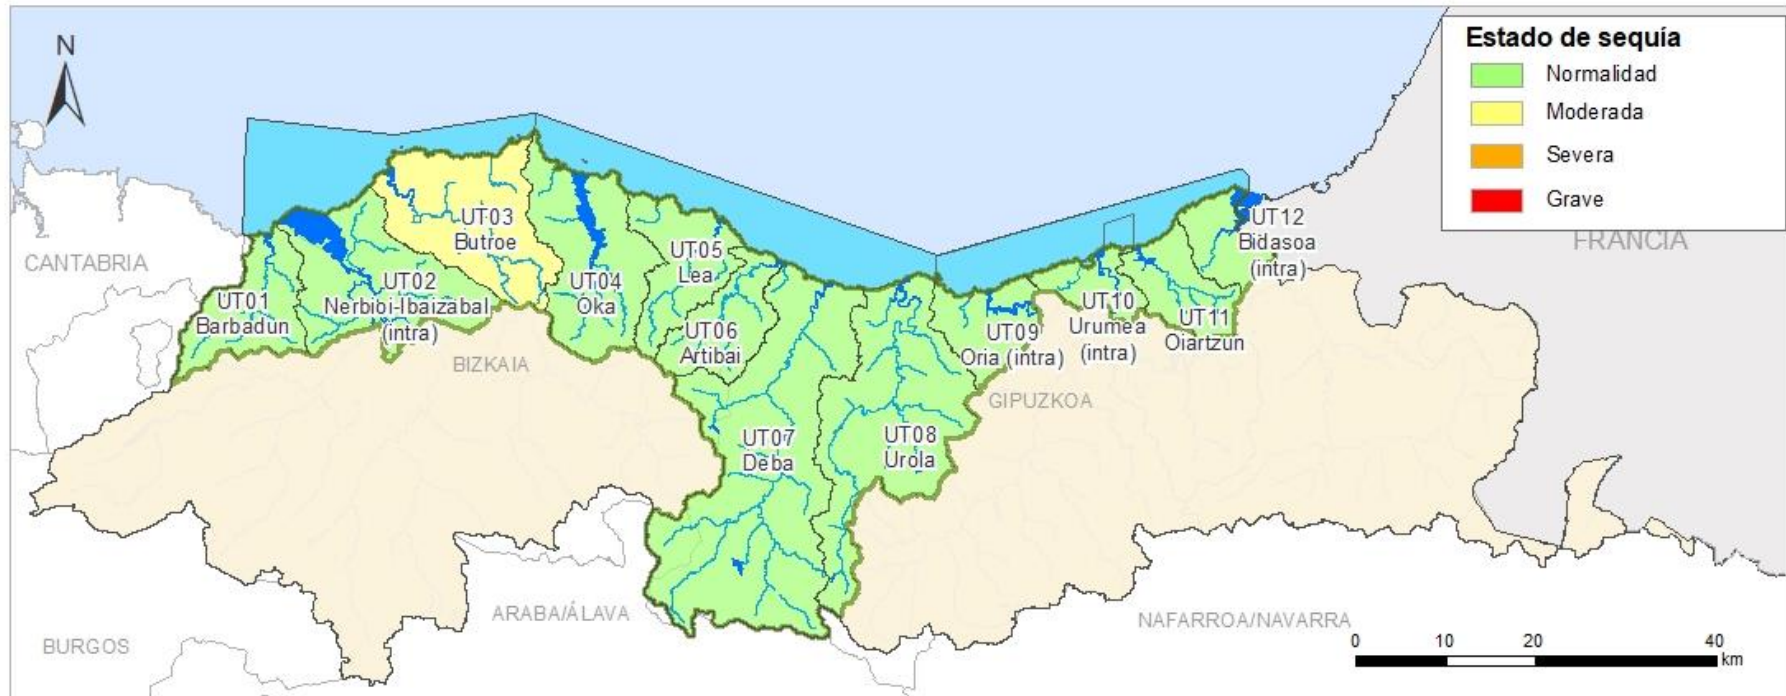 N
Estado de sequía
Normalidad
Moderada
Severa
Grave
FRANCIA
CANTABRIA
UT01
Barbadun
UT02
Nerbioi-Ibaizabal
(intra)
UT03
Butroe
UT04
Oka
UT05
Lea
UT06
Artibai
UT07
Deba
UT08
Urola
UT09
Oria (intra)
UT10
Urumea
(intra)
UT11
Oiartzun
UT12
Bidasoa
(intra)
BIZKAIA
GIPUZKOA
ARABA/ÁLAVA
NAFARROA/NAVARRA
BURGOS
0 10 20 40
km